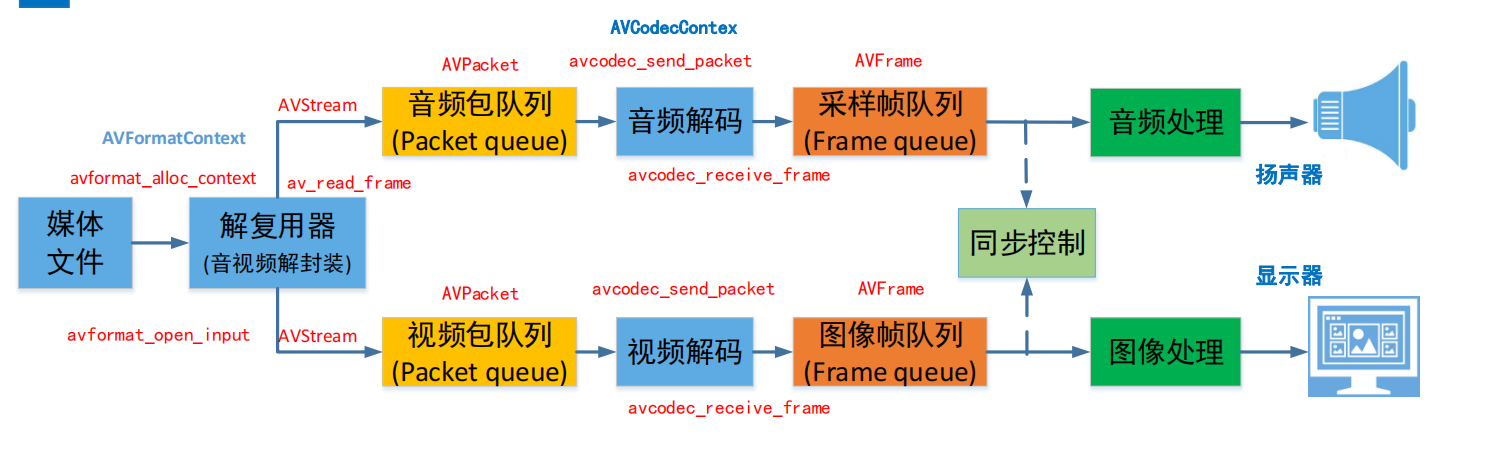 AVCodecContex
AVPacket
avcodec_send_packet
AVFrame
AVStream
音频包队列
(Packet queue)
音频解码
采样帧队列
(Frame queue)
音频处理
AVFormatContext
avformat_alloc_context
av_read_frame
avcodec_receive_frame
扬声器
媒体
文件
解复用器
(音视频解封装)
同步控制
显示器
AVPacket
avcodec_send_packet
AVFrame
avformat_open_input
AVStream
视频包队列
(Packet queue)
视频解码
图像帧队列
(Frame queue)
图像处理
avcodec_receive_frame